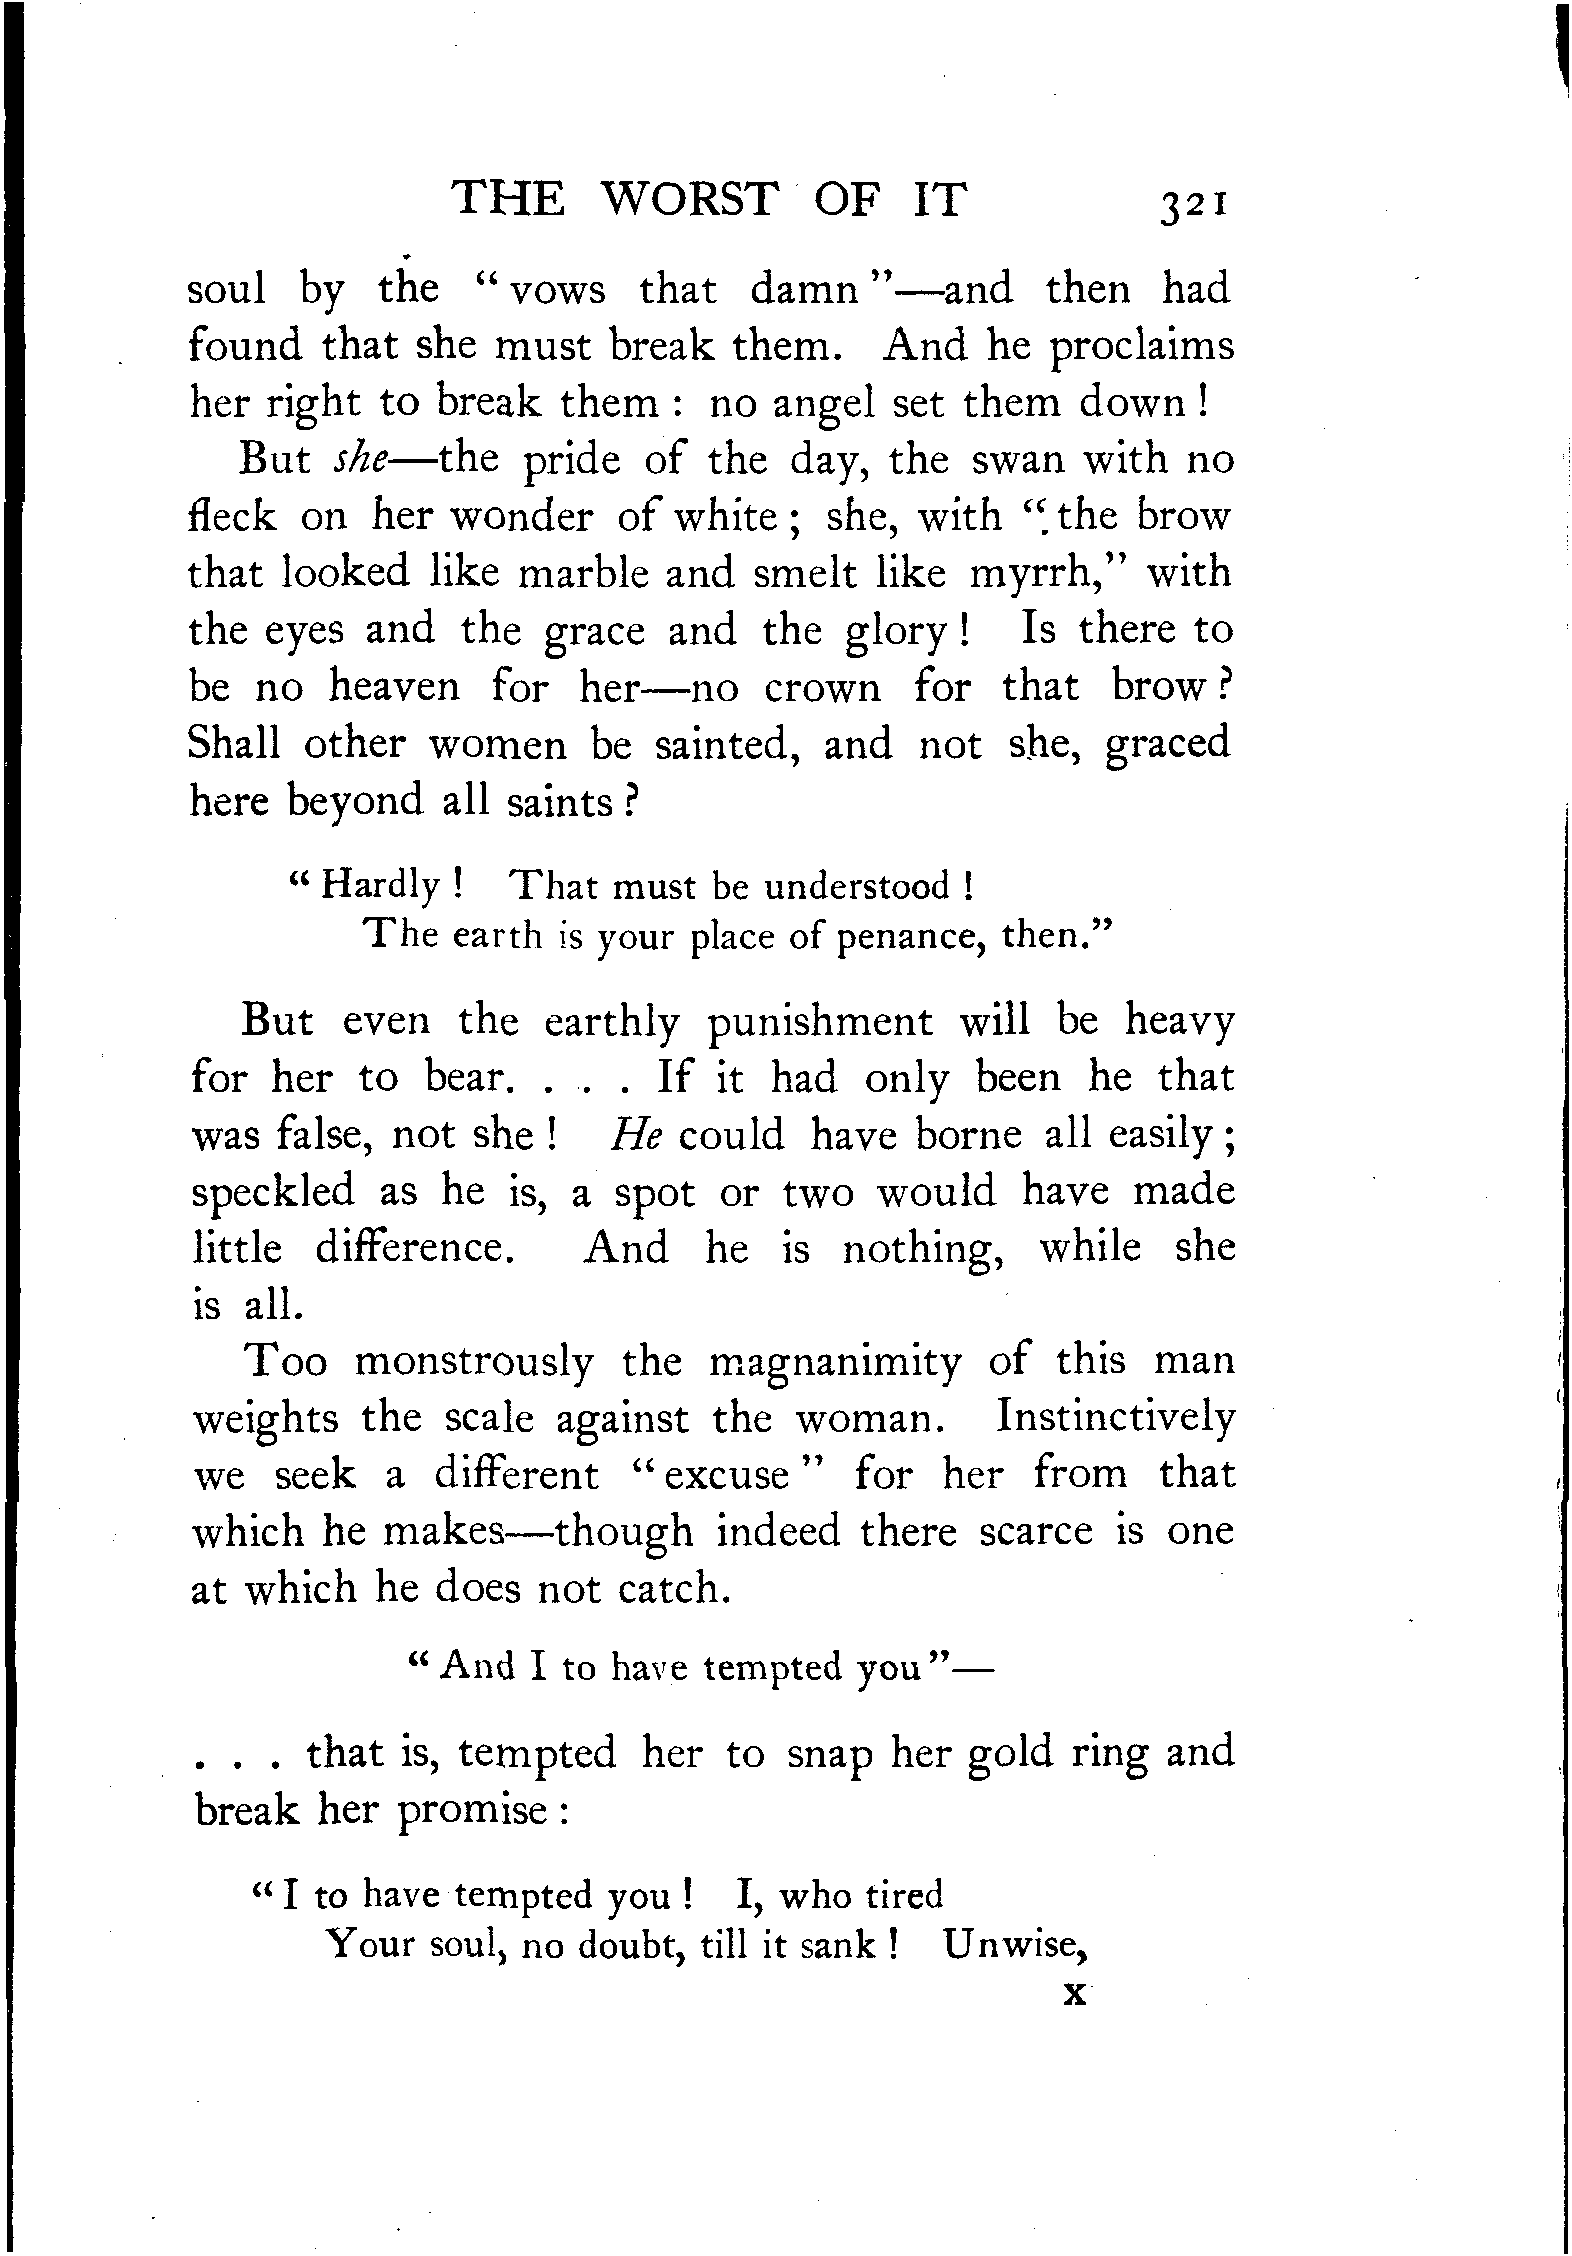 THE WORST OF IT 321
soul by the “ vows that damn ”—and then had
found that she must break them. And he proclaims
her right to break them : no angel set them down !
But she—the pride of the day, the swan with no
fleck on her wonder of white ; she, with “ the brow
that looked like marble and smelt like myrrh,” with
the eyes and the grace and the glory ! Is there to
be no heaven for her—no crown for that brow ?
Shall other women be sainted, and not she, graced
here beyond all saints ?
“ Hardly ! That must be understood !
The earth is your place of penance, then.”
But even the earthly punishment will be heavy
for her to bear. . . . If it had only been he that
was false, not she ! He could have borne all easily ;
speckled as he is, a spot or two would have made
little difference. And he is nothing, while she
is all.
Too monstrously the magnanimity of this man
weights the scale against the woman. Instinctively
we seek a different “ excuse ” for her from that
which he makes—though indeed there scarce is one
at which he does not catch.
“ And I to have tempted you ”—
. . . that is, tempted her to snap her gold ring and
break her promise :
“ I to have tempted you ! I, who tired
Your soul, no doubt, till it sank ! Unwise,
x